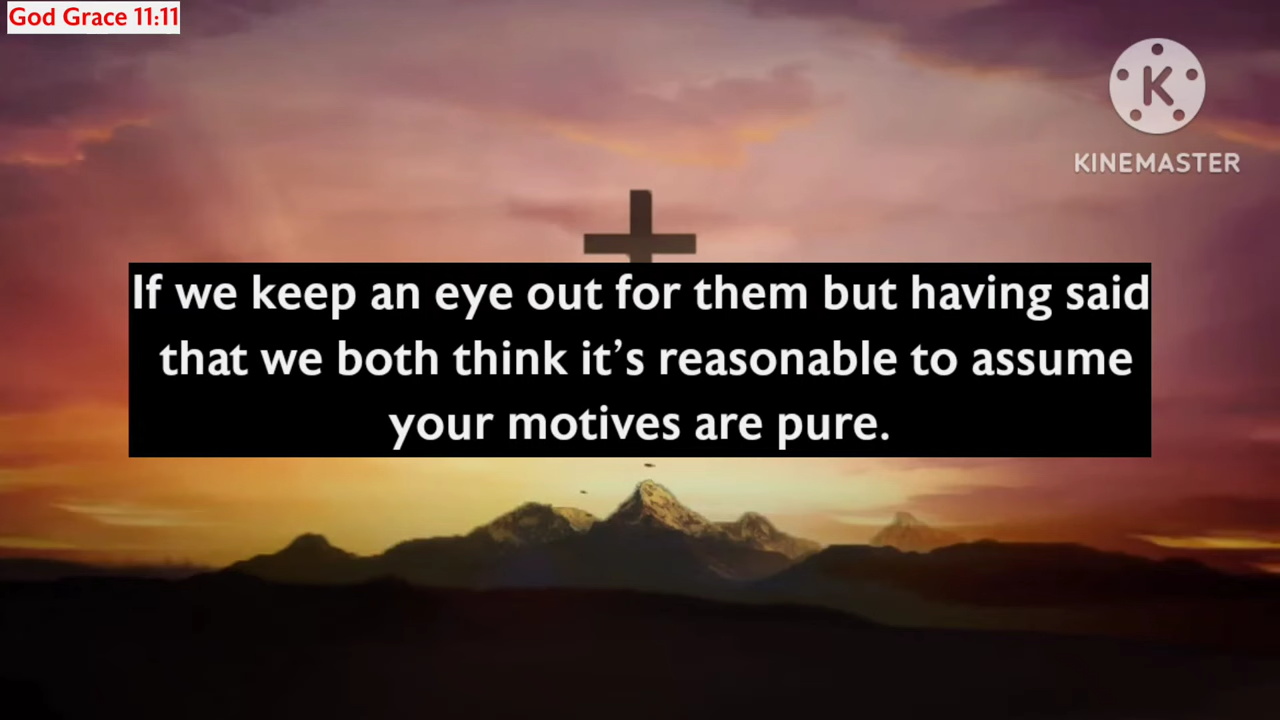 God Grace 11:11
K
KINEMASTER
If we keep an eye out for them but having said
that we both think it’s reasonable to assume
your motives are pure.